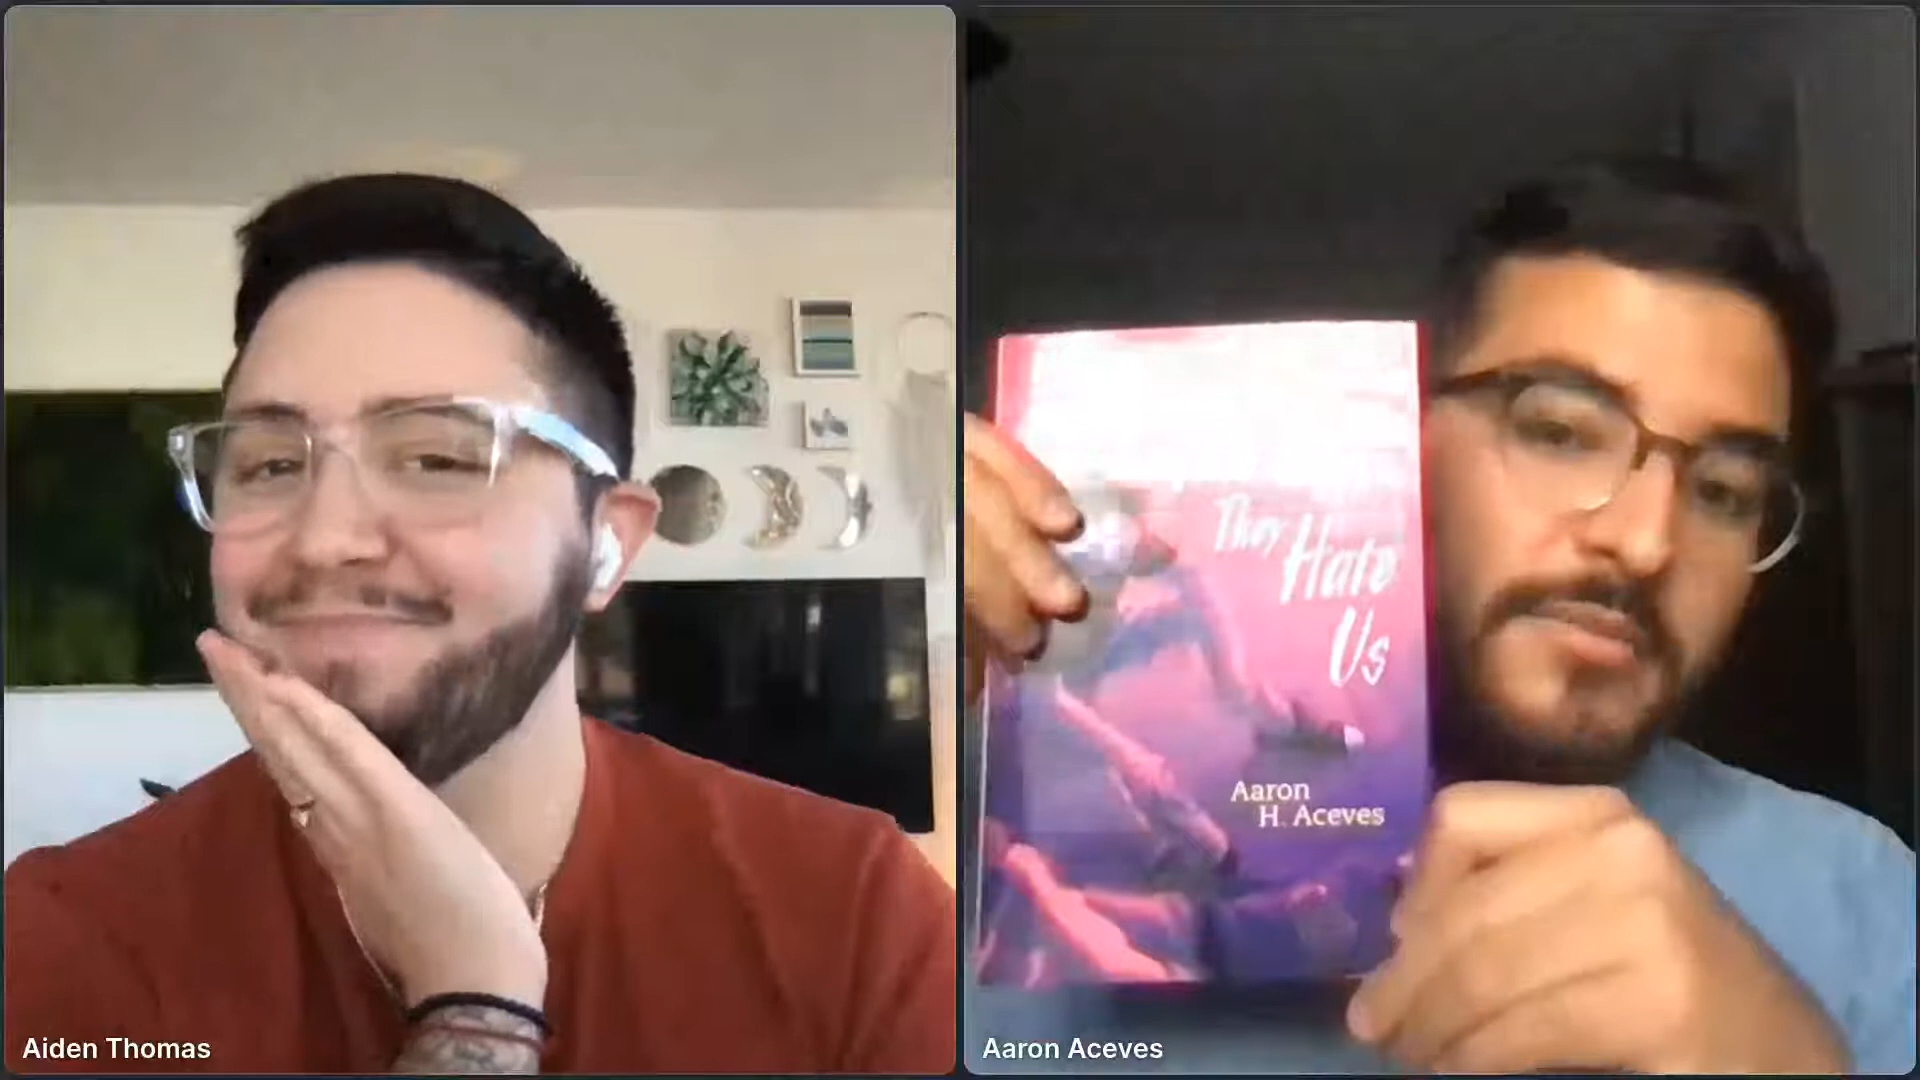 They
Hate
Us
Aaron
H. Aceves
Aiden Thomas
Aaron Aceves